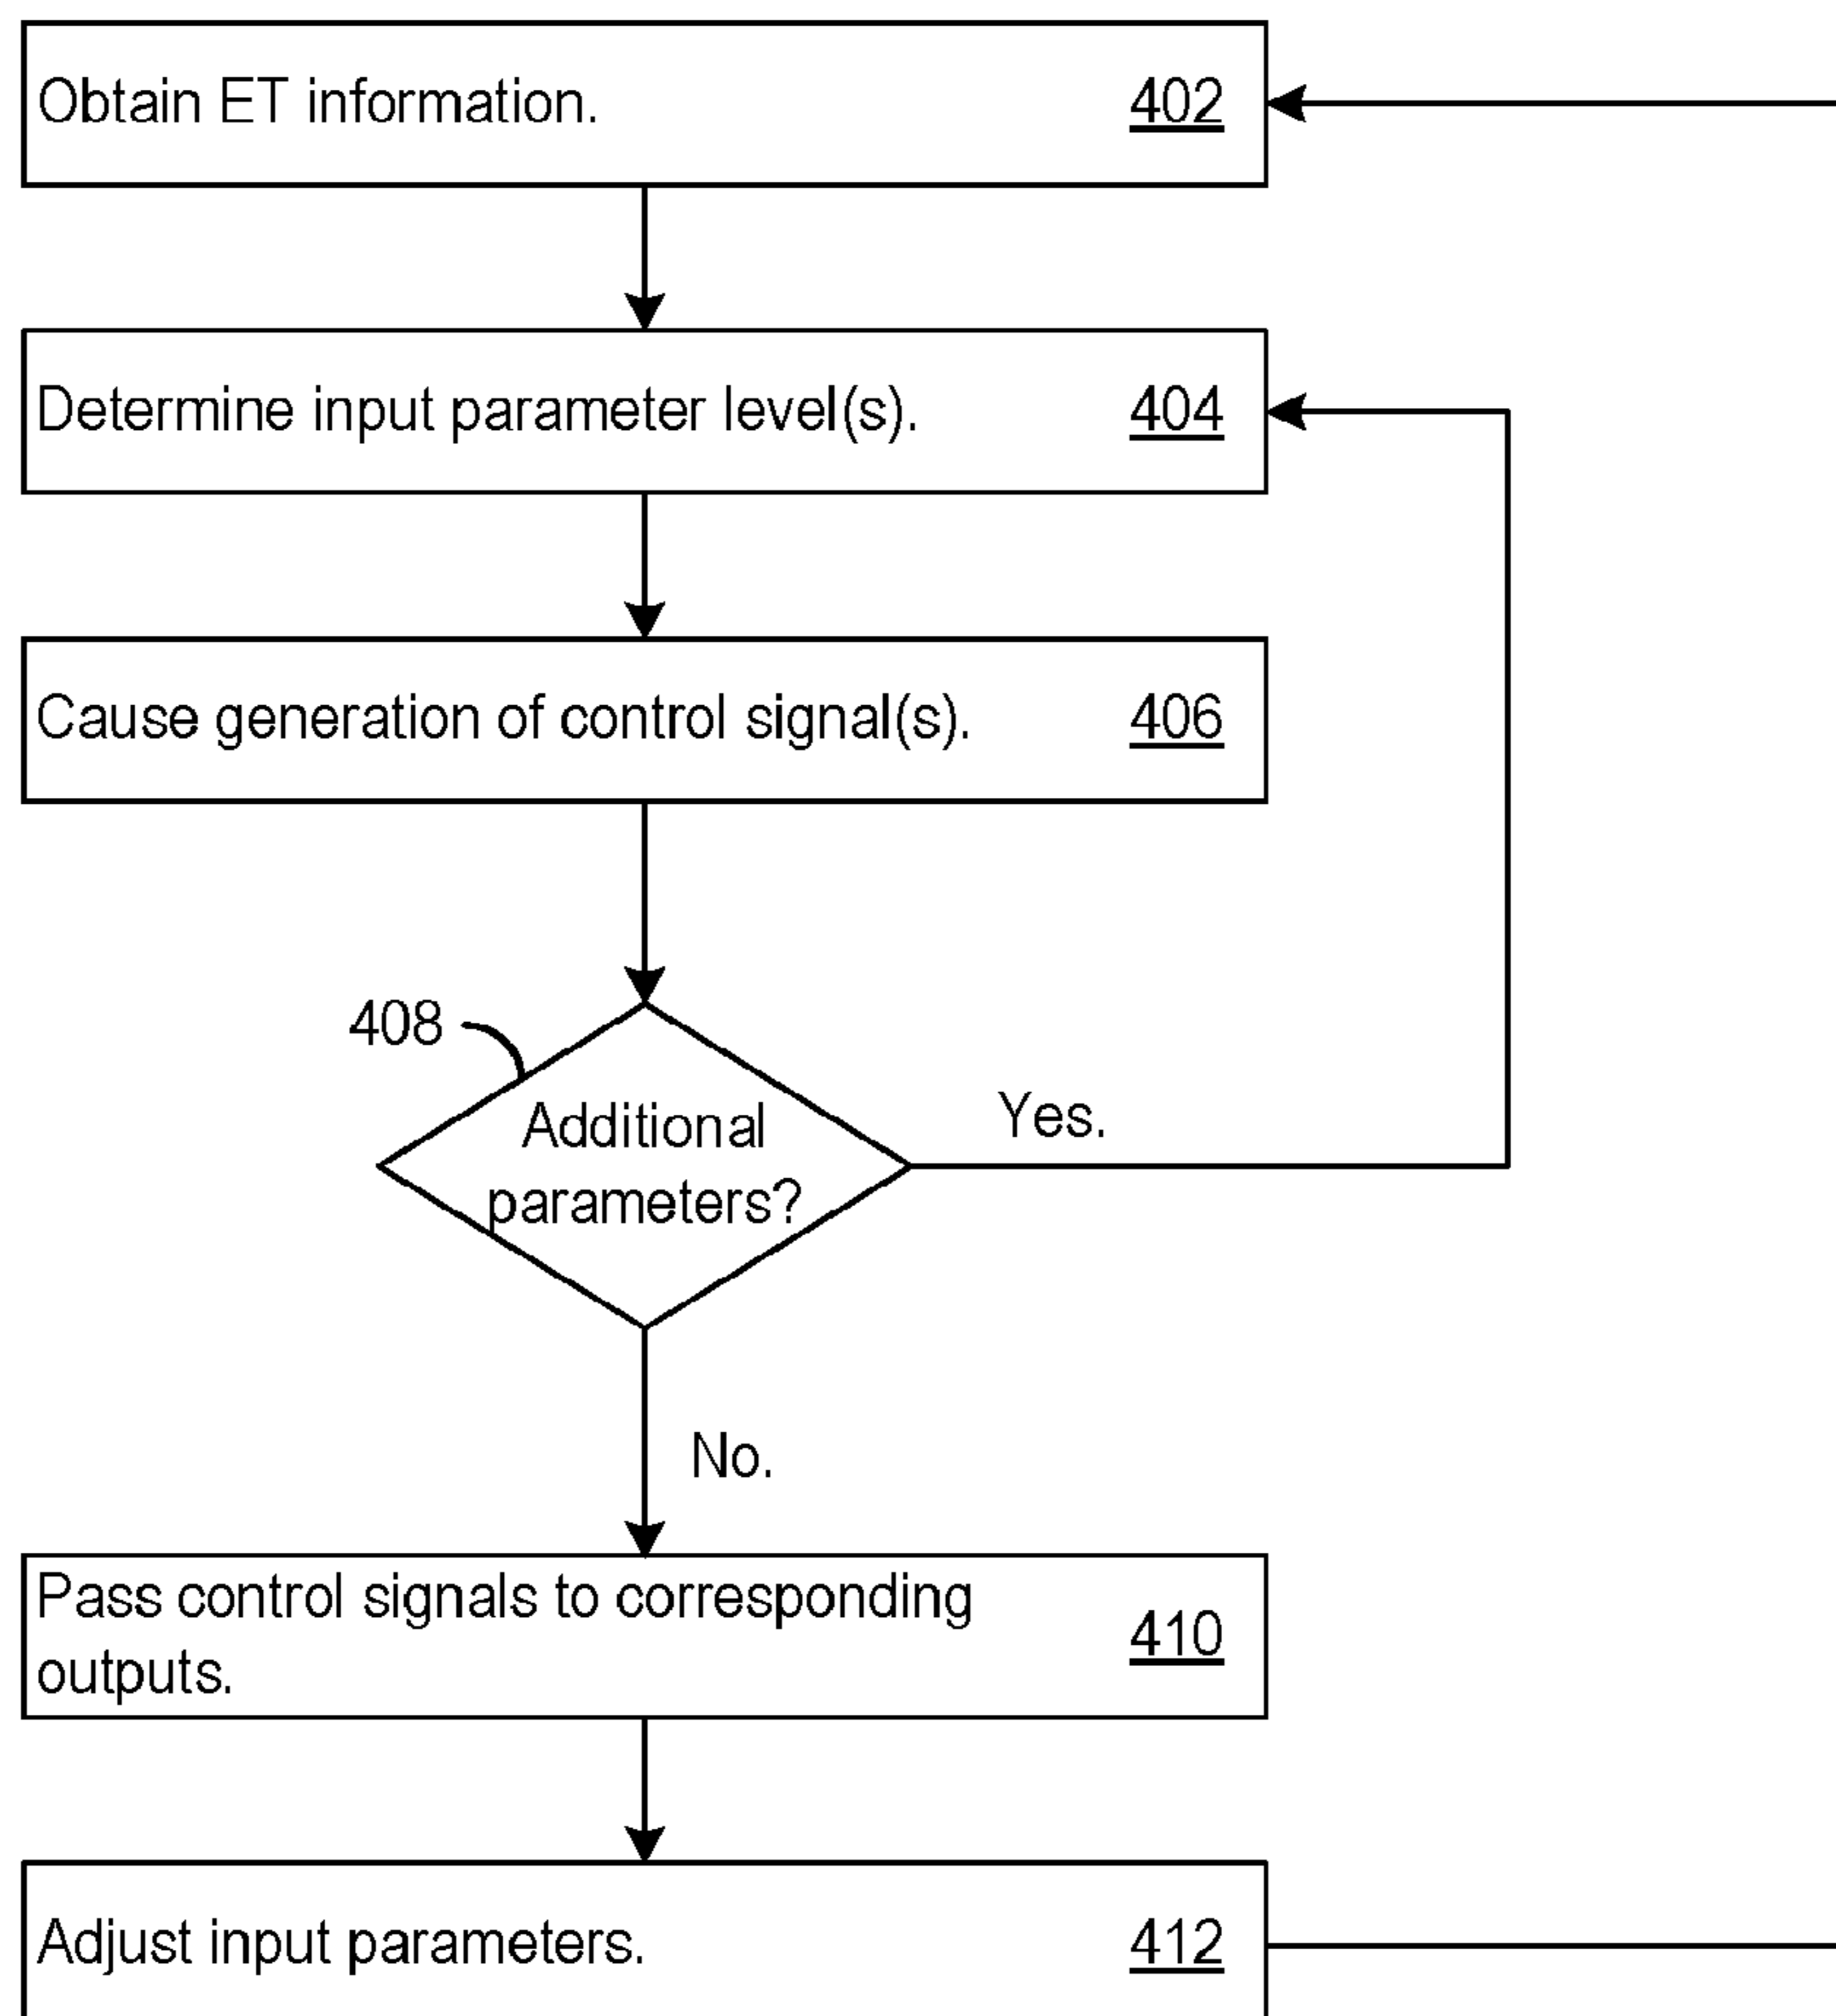 Obtain ET information. 402
Determine input parameter level(s). 404
Cause generation of control signal(s). 406
408
Additional
parameters?
Yes.
No.
Pass control signals to corresponding
outputs.
410
Adjust input parameters. 412